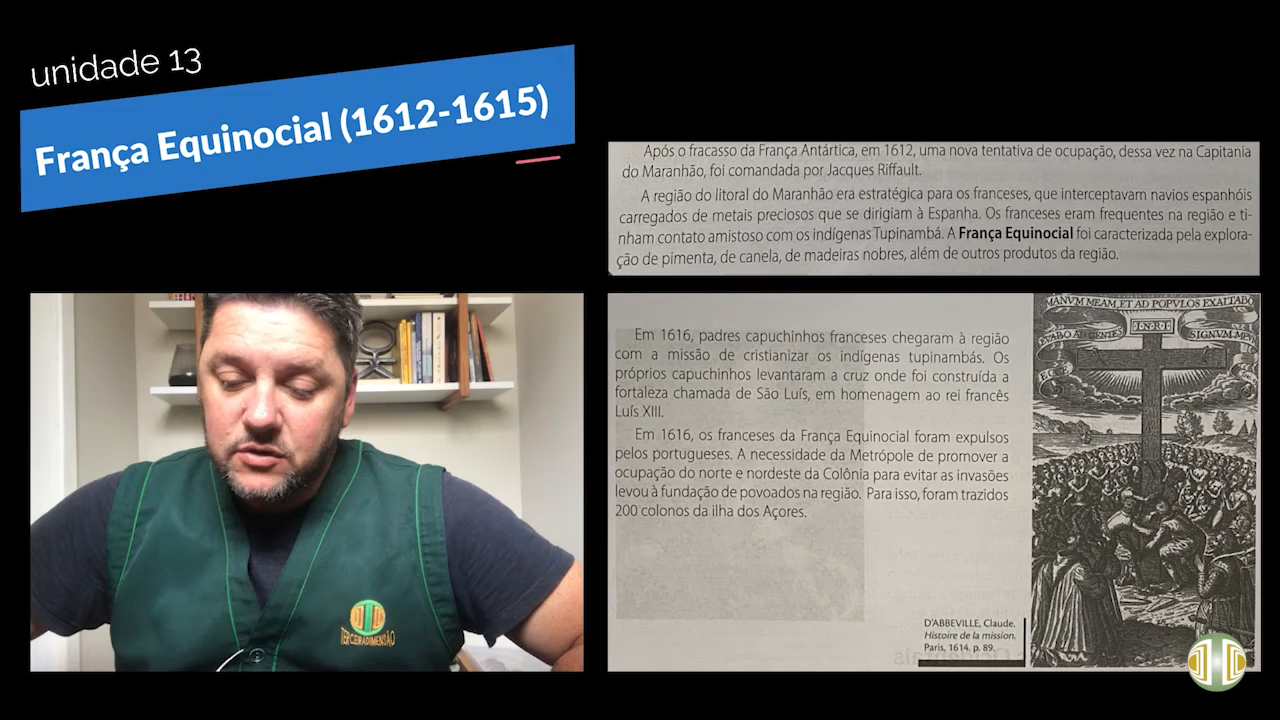 unidade 13
França Equinocial (1612-1615)
Após o fracasso da França Antártica, em 1612, uma nova tentativa de ocupação, dessa vez na Capitania
do Maranhão, foi comandada por Jacques Riffault.
A região do litoral do Maranhão era estratégica para os franceses, que interceptavam navios espanhóis
carregados de metais preciosos que se dirigiam à Espanha. Os franceses eram frequentes na região e ti-
nham contato amistoso com os indígenas Tupinambá. A França Equinocial foi caracterizada pela explora-
ção de pimenta, de canela, de madeiras nobres, além de outros produtos da região.
Em 1616, padres capuchinhos franceses chegaram à região
com a missão de cristianizar os indígenas tupinambás. Os
próprios capuchinhos levantaram a cruz onde foi construída a
fortaleza chamada de São Luís, em homenagem ao rei francês
Luís XIII.
Em 1616, os franceses da França Equinocial foram expulsos
pelos portugueses. A necessidade da Metrópole de promover a
ocupação do norte e nordeste da Colônia para evitar as invasões
levou à fundação de povoados na região. Para isso, foram trazidos
200 colonos da ilha dos Açores.
D'ABBEVILLE, Claude.
Histoire de la mission.
Paris, 1614. p. 89.
MANVM MEAM, ET AD POPVLOS EXALTABO
INRI
SIGNVM MEVM
ECCE
TERCEIRADIMENSÃO